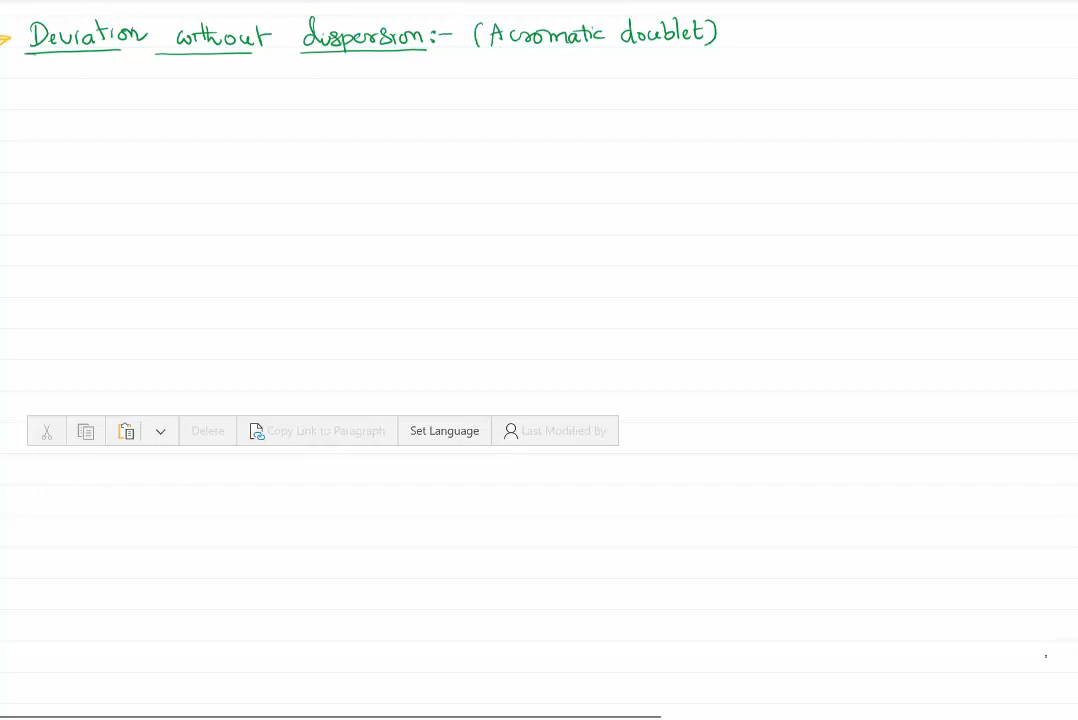 Deviation without dispersion:- (Acromatic doublet)
Delete Copy Link to Paragraph Set Language Last Modified By